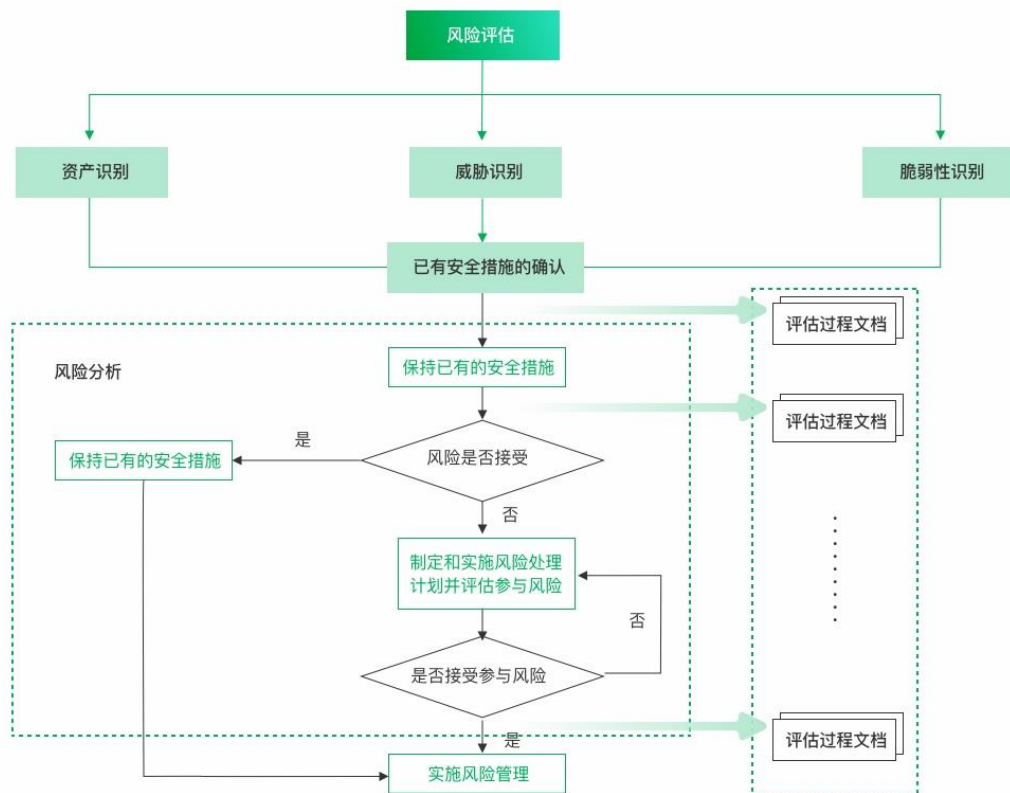 风险评估
资产识别
威胁识别
脆弱性识别
已有安全措施的确认
评估过程文档
风险分析
保持已有的安全措施
评估过程文档
是
保持已有的安全措施
风险是否接受
否
制定和实施风险处理
计划并评估参与风险
否
是否接受参与风险
评估过程文档
是
实施风险管理